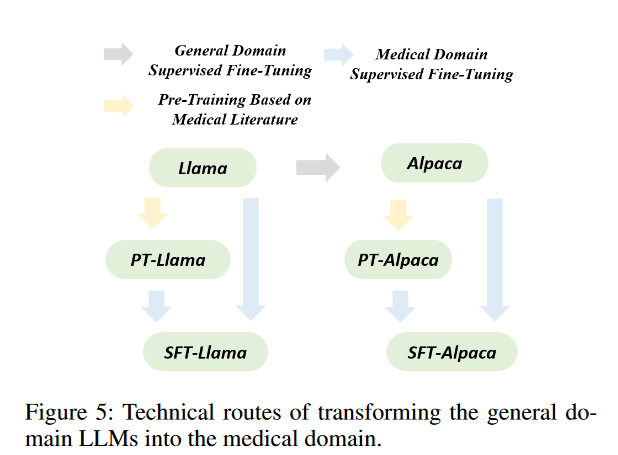 General Domain
Supervised Fine-Tuning
Medical Domain
Supervised Fine-Tuning
Pre-Training Based on
Medical Literature
Llama
Alpaca
PT-Llama
PT-Alpaca
SFT-Llama
SFT-Alpaca
Figure 5: Technical routes of transforming the general do-
main LLMs into the medical domain.